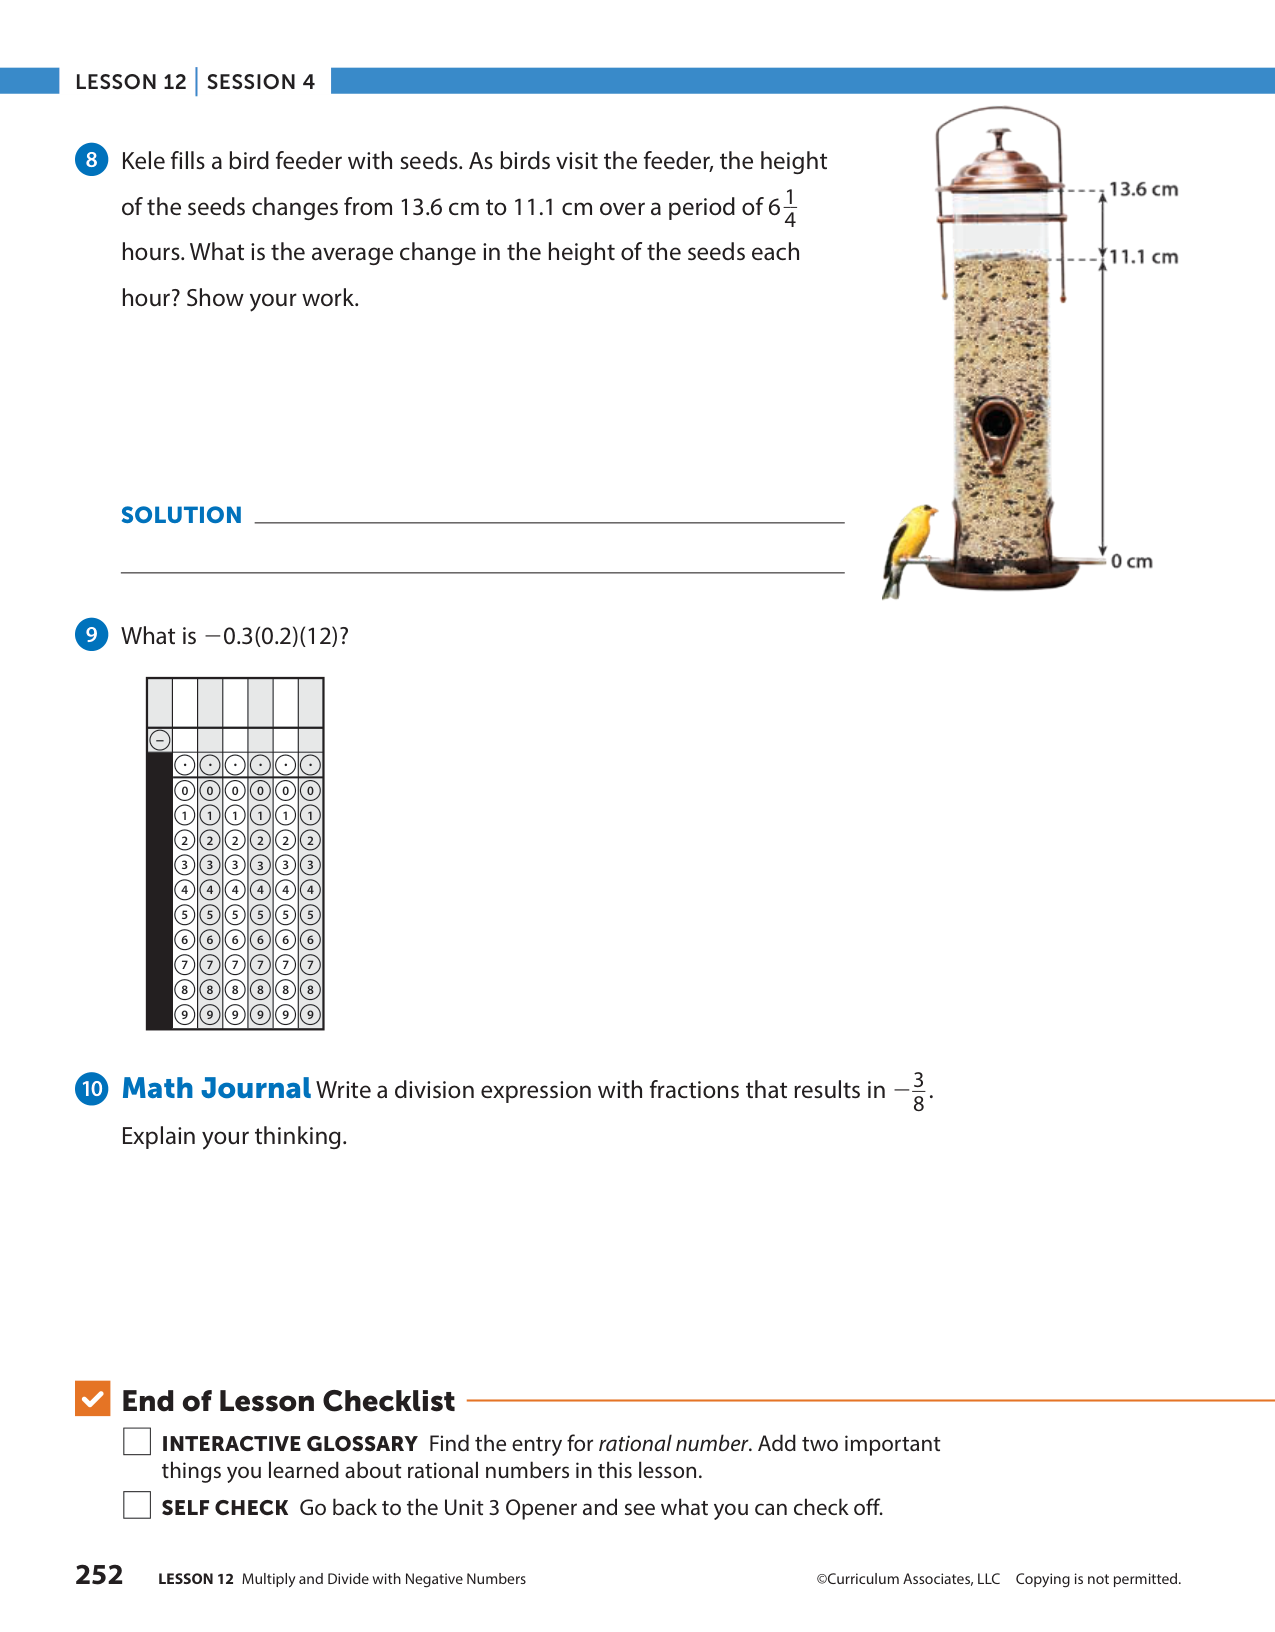 LESSON 12 | SESSION 4
8 Kele fills a bird feeder with seeds. As birds visit the feeder, the height
of the seeds changes from 13.6 cm to 11.1 cm over a period of 6 1/4
hours. What is the average change in the height of the seeds each
hour? Show your work.
13.6 cm
11.1 cm
0 cm
SOLUTION
9 What is −0.3(0.2)(12)?
−
· · · · · ·
0 0 0 0 0 0
1 1 1 1 1 1
2 2 2 2 2 2
3 3 3 3 3 3
4 4 4 4 4 4
5 5 5 5 5 5
6 6 6 6 6 6
7 7 7 7 7 7
8 8 8 8 8 8
9 9 9 9 9 9
10 Math Journal Write a division expression with fractions that results in −3/8.
Explain your thinking.
End of Lesson Checklist
INTERACTIVE GLOSSARY Find the entry for rational number. Add two important
things you learned about rational numbers in this lesson.
SELF CHECK Go back to the Unit 3 Opener and see what you can check off.
252 LESSON 12 Multiply and Divide with Negative Numbers ©Curriculum Associates, LLC Copying is not permitted.